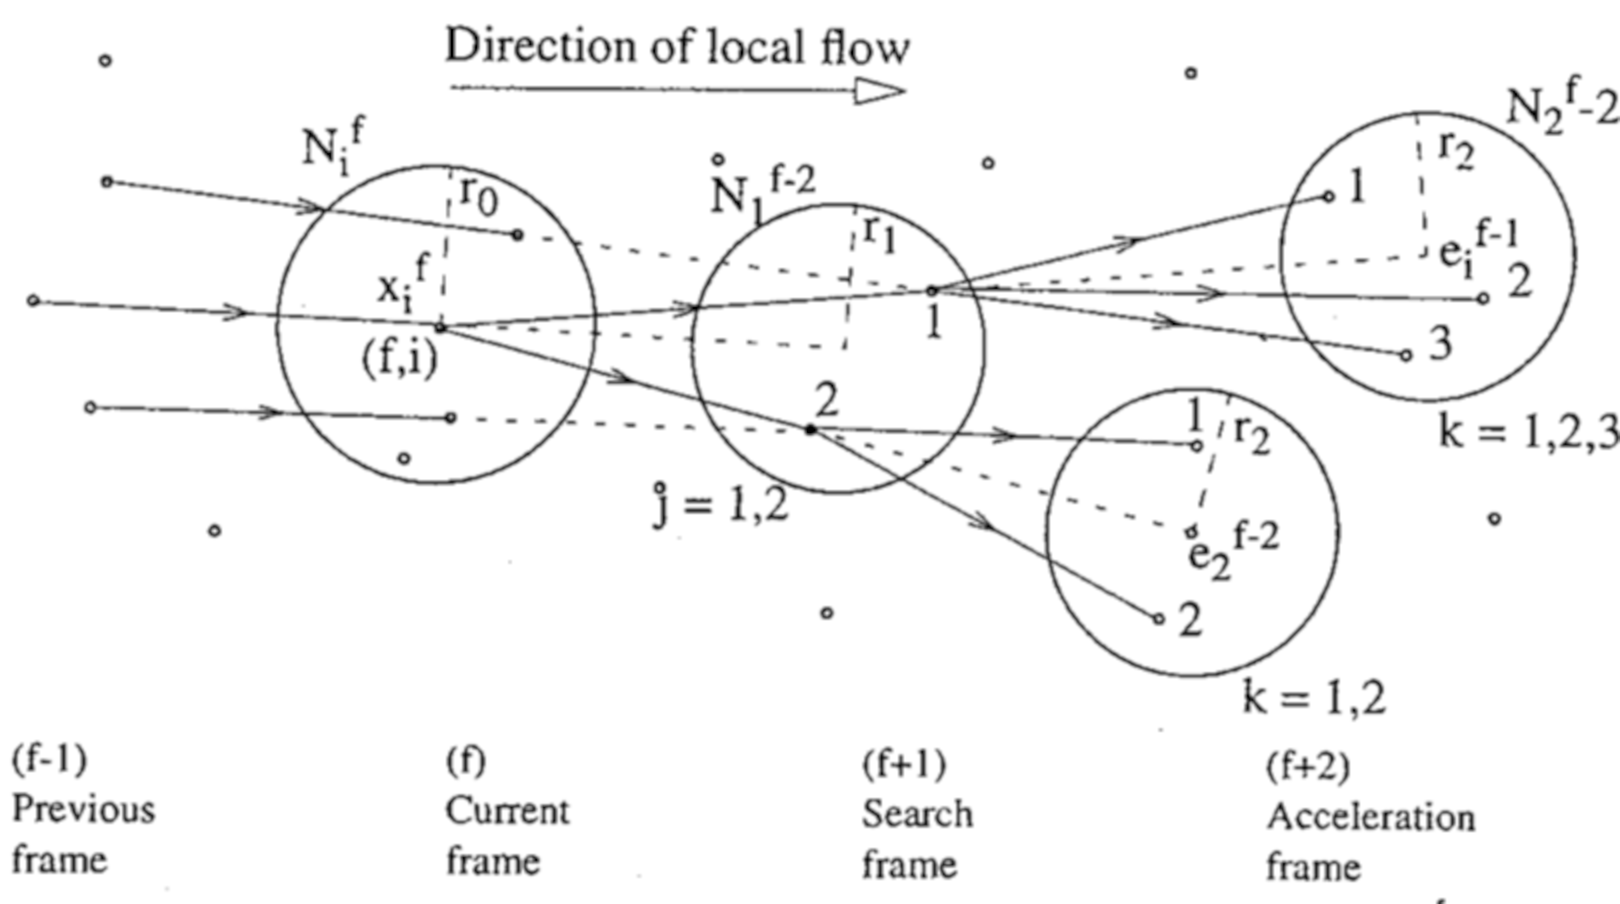 Direction of local flow
N_i^f
r_0
x_i^f
(f,i)
N_1^{f-2}
r_1
1
2
j = 1,2
N_2^f-2
r_2
1
e_i^{f-1}
2
3
k = 1,2,3
1
r_2
e_2^{f-2}
2
k = 1,2
(f-1)
Previous
frame
(f)
Current
frame
(f+1)
Search
frame
(f+2)
Acceleration
frame